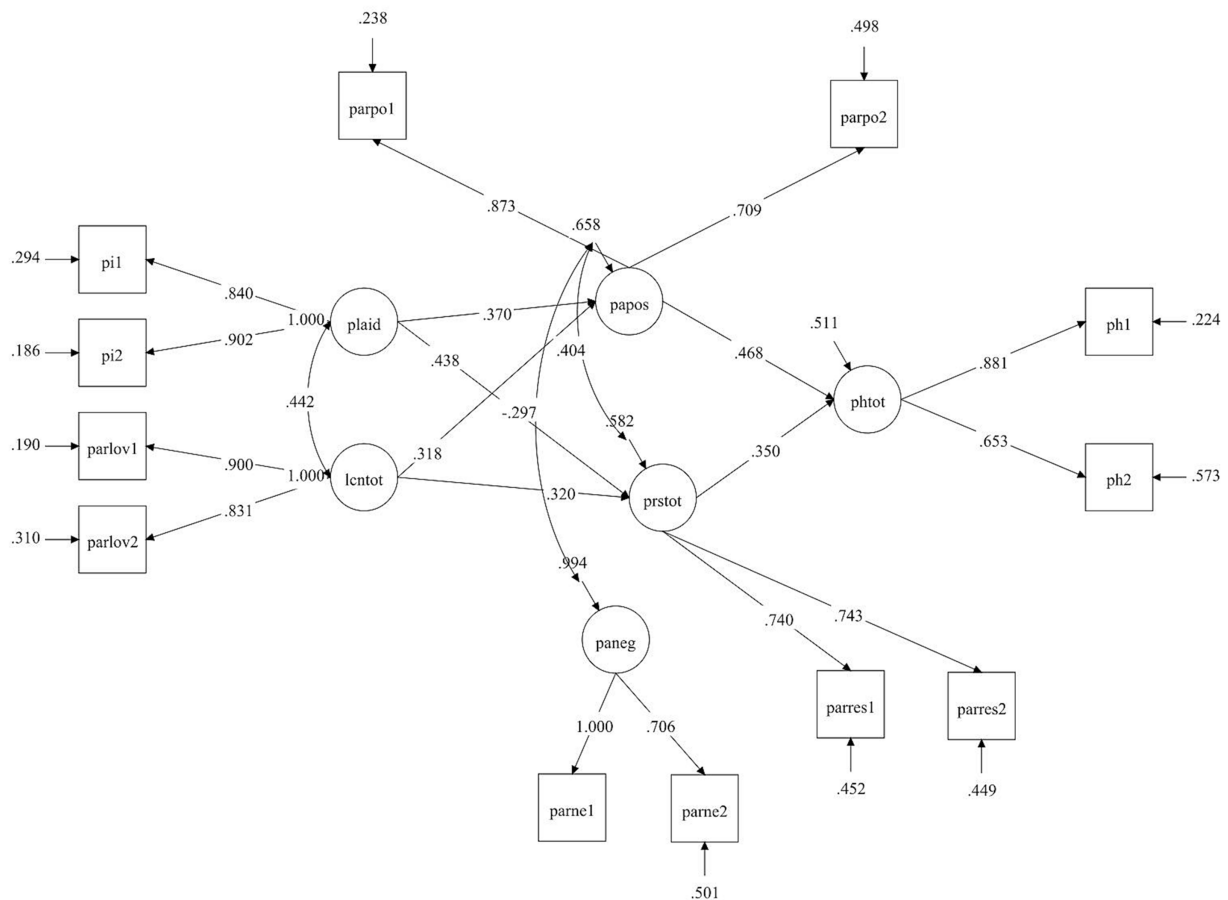 .238
.498
parpo1
parpo2
.873
.709
.658
pi1
.294
.840
1.000
plaid
.370
papos
pi2
.186
.902
.511
ph1
.224
.404
.438
.468
.881
phtot
.442
-.297
.582
parlov1
.190
.900
1.000
lcntot
.318
.350
.653
ph2
.573
.320
prstot
parlov2
.310
.831
.994
paneg
.740
.743
1.000
.706
parres1
parres2
.452
.449
parne1
parne2
.501